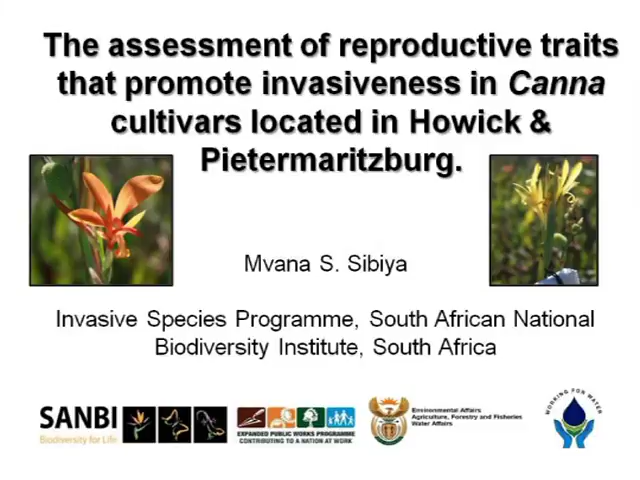 The assessment of reproductive traits
that promote invasiveness in Canna
cultivars located in Howick &
Pietermaritzburg.
Mvana S. Sibiya
Invasive Species Programme, South African National
Biodiversity Institute, South Africa
SANBI
Biodiversity for Life
EXPANDED PUBLIC WORKS PROGRAMME
CONTRIBUTING TO A NATION AT WORK
Environmental Affairs
Agriculture, Forestry and Fisheries
Water Affairs
WORKING FOR WATER